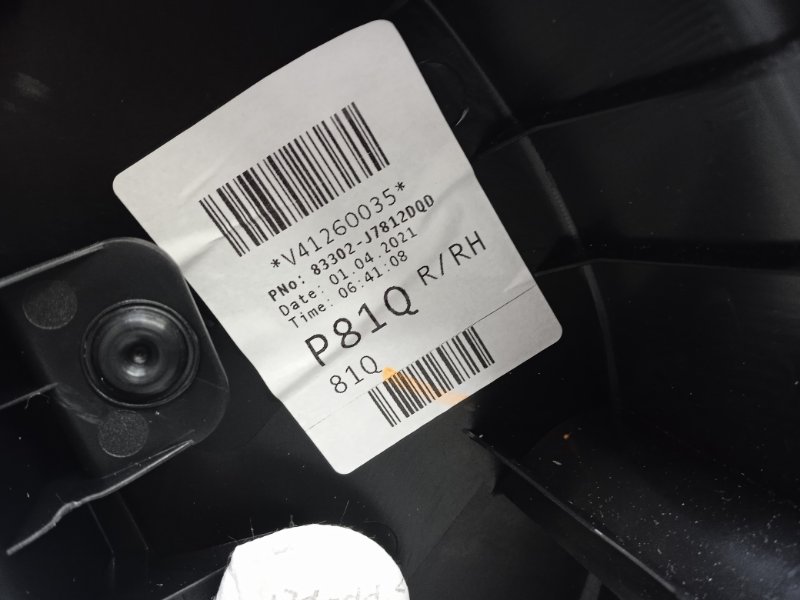 *V41260035*
PNo: 83302-J7812DQD
Date: 01.04.2021
Time: 06:41:08
P81Q R/RH
81Q